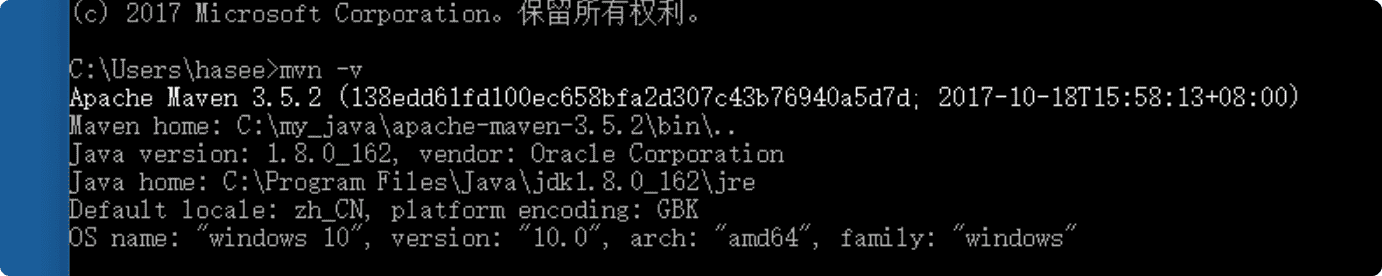 (c) 2017 Microsoft Corporation。保留所有权利。
C:\Users\hasee>mvn -v
Apache Maven 3.5.2 (138edd61fd100ec658bfa2d307c43b76940a5d7d; 2017-10-18T15:58:13+08:00)
Maven home: C:\my_java\apache-maven-3.5.2\bin\..
Java version: 1.8.0_162, vendor: Oracle Corporation
Java home: C:\Program Files\Java\jdk1.8.0_162\jre
Default locale: zh_CN, platform encoding: GBK
OS name: "windows 10", version: "10.0", arch: "amd64", family: "windows"